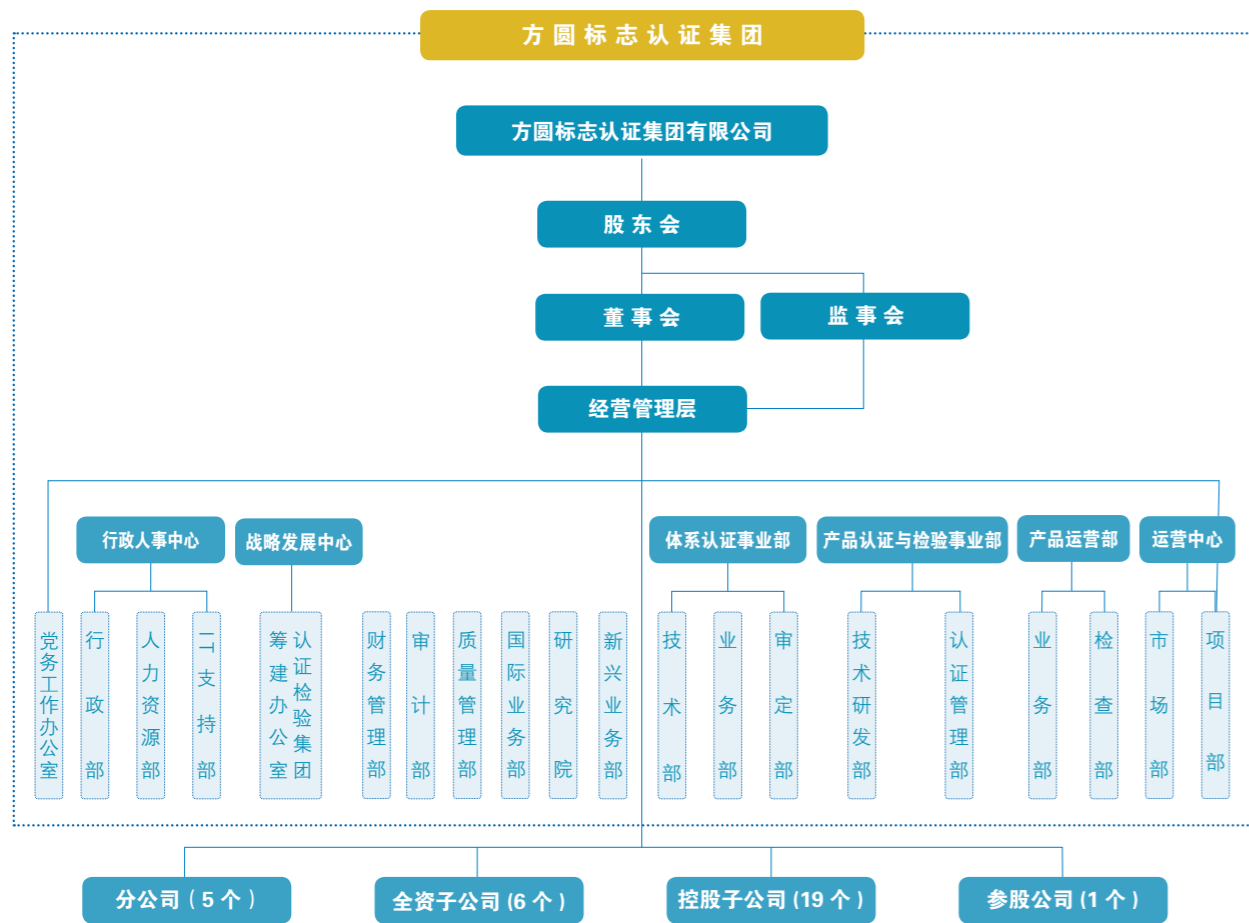 方圆标志认证集团
方圆标志认证集团有限公司
股东会
董事会
监事会
经营管理层
行政人事中心
战略发展中心
体系认证事业部
产品认证与检验事业部
产品运营部
运营中心
党务工作办公室
行政部
人力资源部
IT支持部
认证检验集团
筹建办公室
财务管理部
审计部
质量管理部
国际业务部
研究院
新兴业务部
技术部
业务部
审定部
技术研发部
认证管理部
业务部
检查部
市场部
项目部
分公司（5个）
全资子公司(6个)
控股子公司(19个)
参股公司(1个)